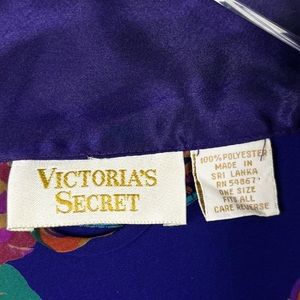 VICTORIA'S
SECRET
100% POLYESTER
MADE IN
SRI LANKA
RN 54867
ONE SIZE
FITS ALL
CARE REVERSE